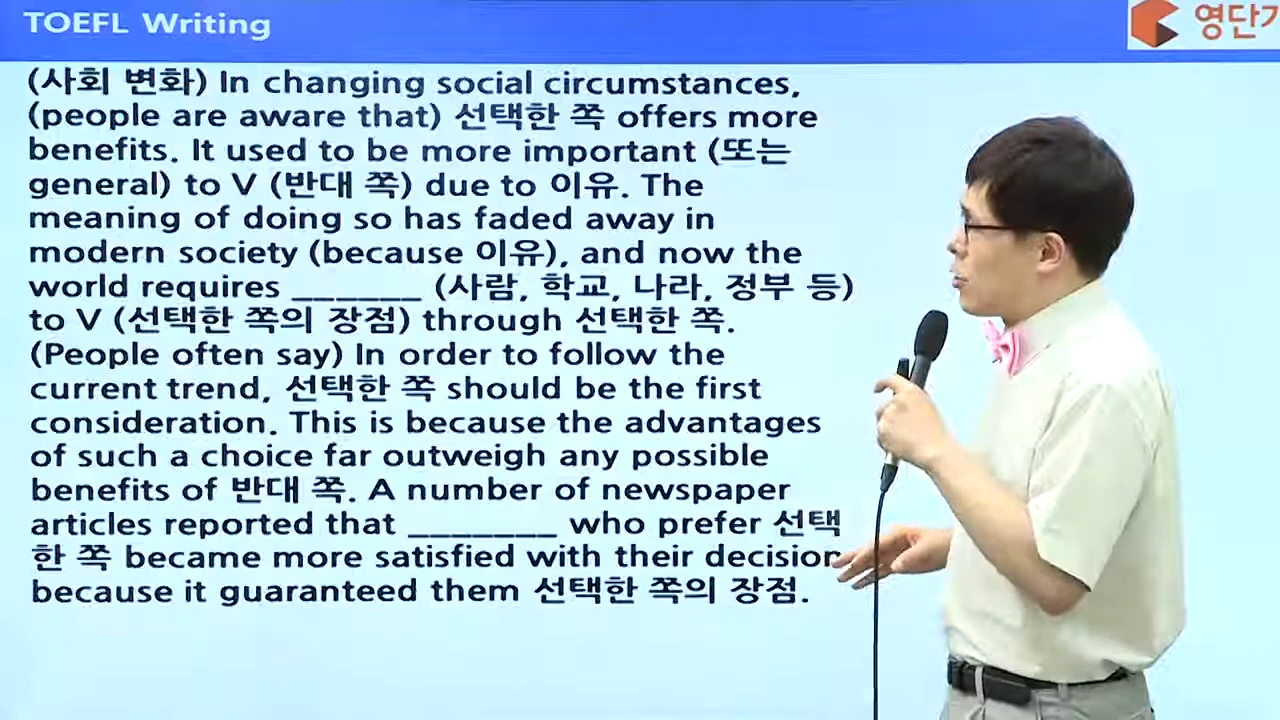 TOEFL Writing
영단기
(사회 변화) In changing social circumstances,
(people are aware that) 선택한 쪽 offers more
benefits. It used to be more important (또는
general) to V (반대 쪽) due to 이유. The
meaning of doing so has faded away in
modern society (because 이유), and now the
world requires ______ (사람, 학교, 나라, 정부 등)
to V (선택한 쪽의 장점) through 선택한 쪽.
(People often say) In order to follow the
current trend, 선택한 쪽 should be the first
consideration. This is because the advantages
of such a choice far outweigh any possible
benefits of 반대 쪽. A number of newspaper
articles reported that _______ who prefer 선택
한 쪽 became more satisfied with their decision
because it guaranteed them 선택한 쪽의 장점.